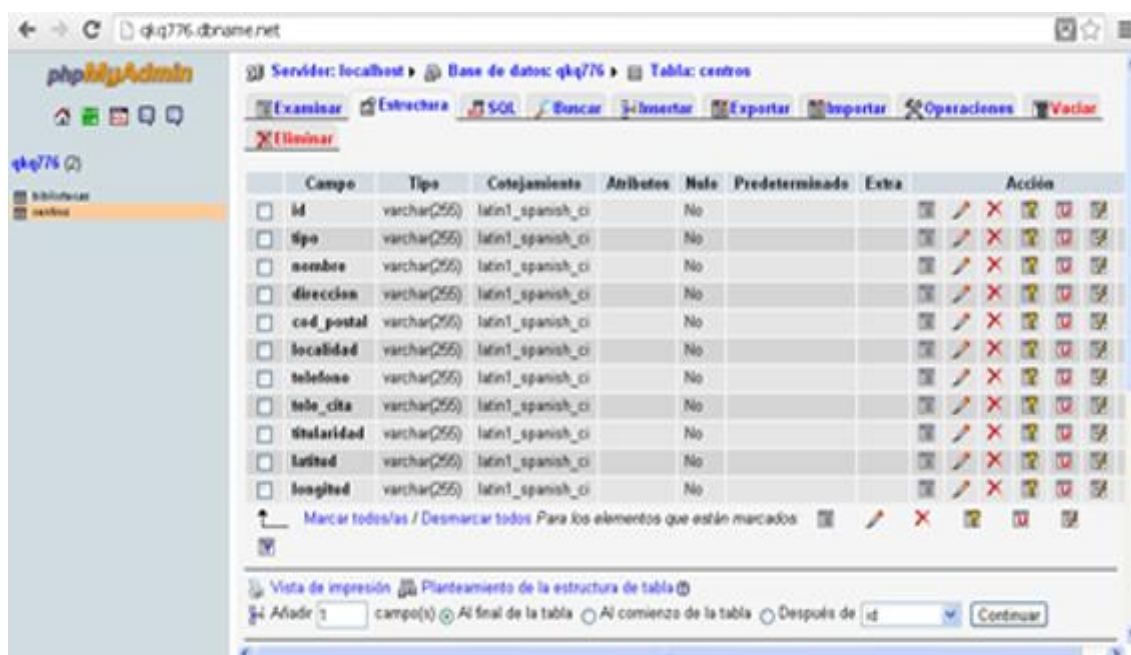 qkq776.dbname.net
phpMyAdmin
Servidor: localhost ▸ Base de datos: qkq776 ▸ Tabla: centros
Examinar Estructura SQL Buscar Insertar Exportar Importar Operaciones Vaciar
Eliminar
qkq776 (2)
bibliotecas
centros
Campo Tipo Cotejamiento Atributos Nulo Predeterminado Extra Acción
id varchar(255) latin1_spanish_ci No
tipo varchar(255) latin1_spanish_ci No
nombre varchar(255) latin1_spanish_ci No
direccion varchar(255) latin1_spanish_ci No
cod_postal varchar(255) latin1_spanish_ci No
localidad varchar(255) latin1_spanish_ci No
telefono varchar(255) latin1_spanish_ci No
tele_cita varchar(255) latin1_spanish_ci No
titularidad varchar(255) latin1_spanish_ci No
latitud varchar(255) latin1_spanish_ci No
longitud varchar(255) latin1_spanish_ci No
Marcar todos/as / Desmarcar todos Para los elementos que están marcados:
Vista de impresión Planteamiento de la estructura de tabla
Añadir 1 campo(s) Al final de la tabla Al comienzo de la tabla Después de id Continuar